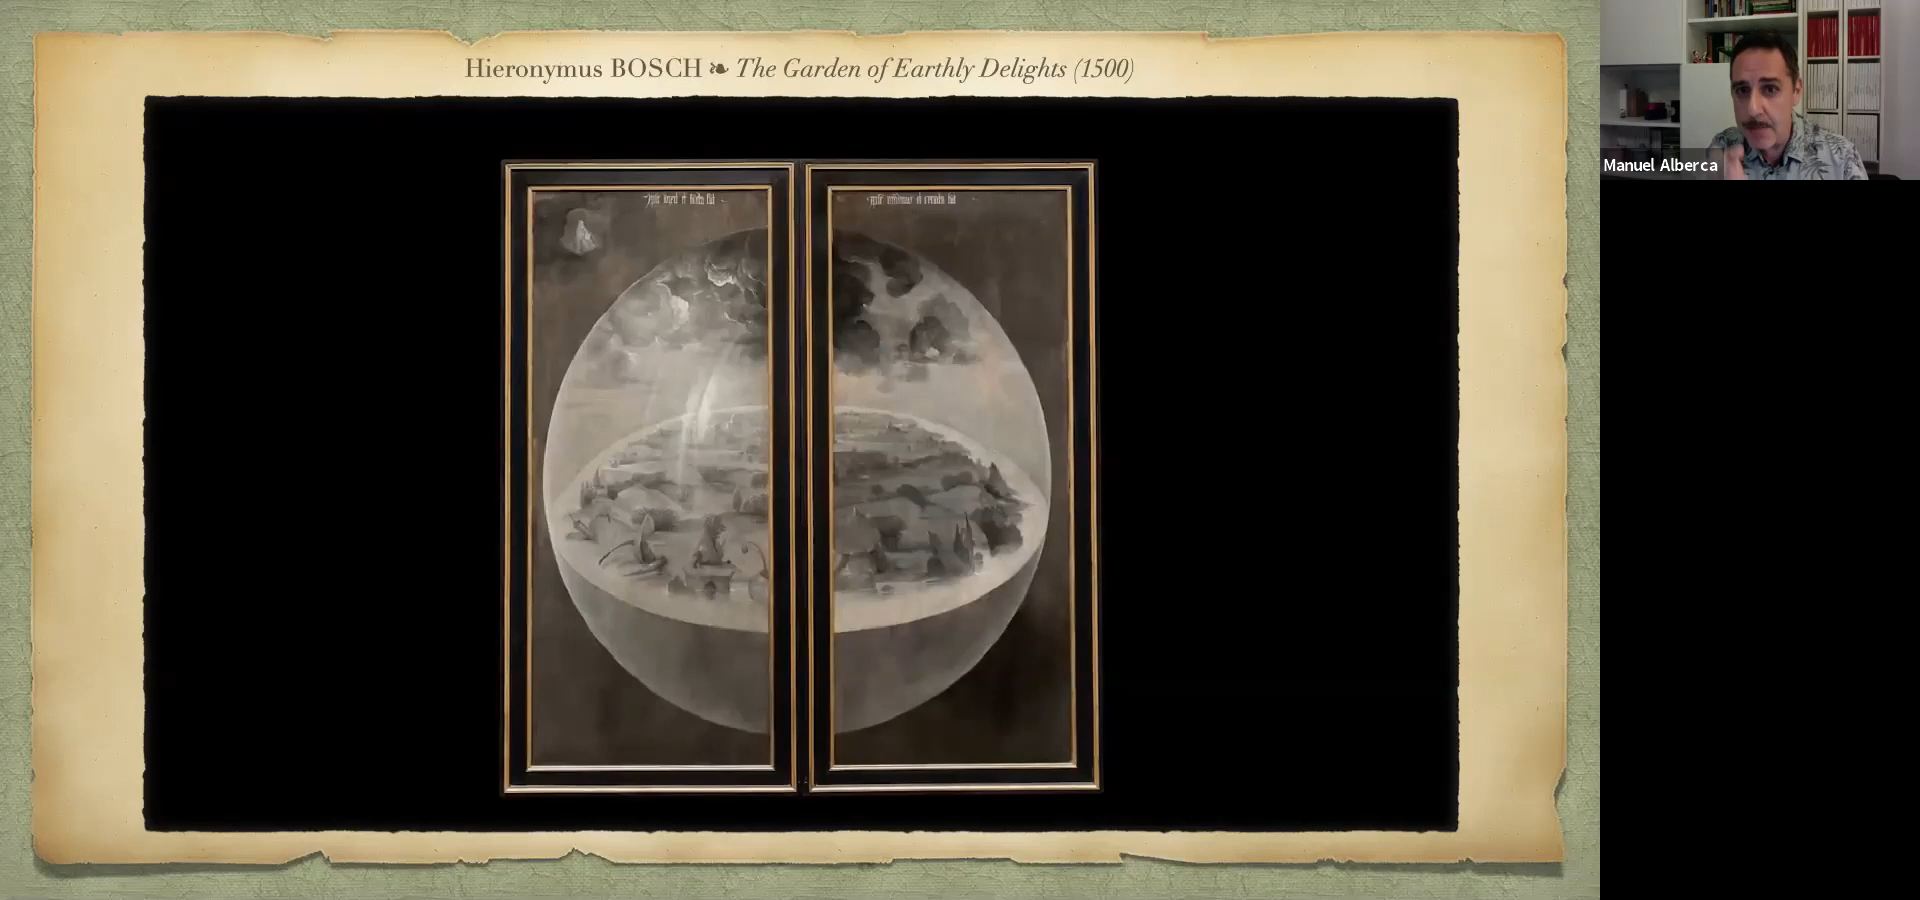 Hieronymus BOSCH ❧ The Garden of Earthly Delights (1500)
Manuel Alberca